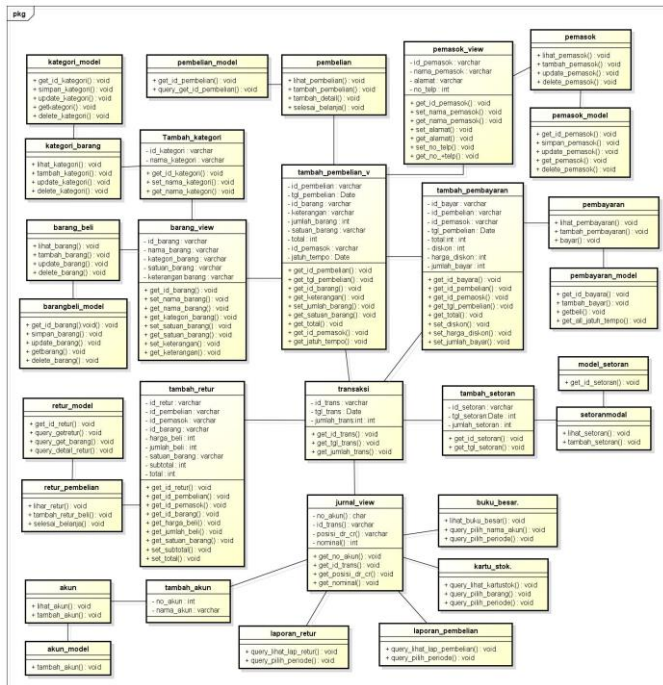 pkg
kategori_model
+ get_id_kategori() : void
+ simpan_kategori() : void
+ update_kategori() : void
+ getkategori() : void
+ delete_kategori() : void
pembelian_model
+ get_id_pembelian() : void
+ query_get_id_pembelian() : void
pembelian
+ lihat_pembelian() : void
+ tambah_pembelian() : void
+ tambah_detail() : void
+ selesai_belanja() : void
pemasok_view
- id_pemasok : varchar
- nama_pemasok : varchar
- alamat : varchar
- no_telp : int
+ get_id_pemasok() : void
+ set_nama_pemasok() : void
+ get_nama_pemasok() : void
+ set_alamat() : void
+ get_alamat() : void
+ set_no_telp() : void
+ get_no_+telp() : void
pemasok
+ lihat_pemasok() : void
+ tambah_pemasok() : void
+ update_pemasok() : void
+ delete_pemasok() : void
pemasok_model
+ get_id_pemasok() : void
+ simpan_pemasok() : void
+ update_pemasok() : void
+ get_pemasok() : void
+ delete_pemasok() : void
kategori_barang
+ lihat_kategori() : void
+ tambah_kategori() : void
+ update_kategori() : void
+ delete_kategori() : void
Tambah_kategori
- id_kategori : varchar
- nama_kategori : varchar
+ get_id_kategori() : void
+ set_nama_kategori() : void
+ get_nama_kategori() : void
tambah_pembelian_v
- id_pembelian : varchar
- tgl_pembelian : Date
- id_barang : varchar
- keterangan : varchar
- jumlah_barang : int
- satuan_barang : varchar
- total : int
- id_pemasok : varchar
- jatuh_tempo : Date
+ get_id_pembelian() : void
+ get_tgl_pembelian() : void
+ get_id_barang() : void
+ get_keterangan() : void
+ set_jumlah_barang() : void
+ get_satuan_barang() : void
+ get_total() : void
+ get_id_pemasok() : void
+ get_jatuh_tempo() : void
tambah_pembayaran
- id_bayar : varchar
- id_pembelian : varchar
- id_pemasok : varchar
- tgl_pembelian : Date
- total int : int
- diskon : int
- harga_diskon : int
- jumlah_bayar : int
+ get_id_bayara() : void
+ get_id_pembelian() : void
+ get_id_pemaosk() : void
+ get_tgl_pembelian() : void
+ get_total() : void
+ set_diskon() : void
+ set_harga_diskon() : void
+ set_jumlah_bayar() : void
pembayaran
+ lihat_pembayaran() : void
+ tambah_pembayaran() : void
+ bayar() : void
pembayaran_model
+ get_id_bayara() : void
+ tambah_bayar() : void
+ getbeli() : void
+ get_all_jatuh_tempo() : void
barang_beli
+ lihat_barang() : void
+ tambah_barang() : void
+ update_barang() : void
+ delete_barang() : void
barang_view
- id_barang : varchar
- nama_barang : varchar
- kategori_barang : varchar
- satuan_barang : varchar
- keterangan barang : varchar
+ get_id_barang() : void
+ set_nama_barang() : void
+ get_nama_barang() : void
+ get_kategori_barang() : void
+ set_satuan_barang() : void
+ get_satuan_barang() : void
+ set_keterangan() : void
+ get_keterangan() : void
barangbeli_model
+ get_id_barang() void() : void
+ simpan_barang() : void
+ update_barang() : void
+ getbarang() : void
+ delete_barang() : void
model_setoran
+ get_id_setoran() : void
retur_model
+ get_id_retur() : void
+ query_getretur() : void
+ query_get_barang() : void
+ query_detail_retur() : void
tambah_retur
- id_retur : varchar
- id_pembelian : varchar
- id_pemasok : varchar
- id_barang : varchar
- harga_beli : int
- jumlah_beli : int
- satuan_barang : varchar
- subtotal : int
- total : int
+ get_id_retur() : void
+ get_id_pembelian() : void
+ get_id_pemasok() : void
+ get_id_barang() : void
+ get_harga_beli() : void
+ get_jumlah_beli() : void
+ get_satuan_barang() : void
+ set_subtotal() : void
+ set_total() : void
transaksi
- id_trans : varchar
- tgl_trans : Date
- jumlah_trans int : int
+ get_id_trans() : void
+ get_tgl_trans() : void
+ get_jumlah_trans() : void
tambah_setoran
- id_setoran : varchar
- tgl_setoran Date : int
- jumlah_setoran : int
+ get_id_setoran() : void
+ get_tgl_setoran() : void
setoranmodal
+ lihat_setoran() : void
+ tambah_setoran() : void
retur_pembelian
+ lihar_retur() : void
+ tambah_retur_beli() : void
+ selesai_belanja() : void
jurnal_view
- no_akun() : char
- id_trans() : varchar
- posisi_dr_cr() : varchar
- nominal() : int
+ get_no_akun() : void
+ get_id_trans() : void
+ get_posisi_dr_cr() : void
+ get_nominal() : void
buku_besar.
+ lihat_buku_besar() : void
+ query_pilih_nama_akun() : void
+ query_pilih_periode() : void
kartu_stok.
+ query_lihat_kartustok() : void
+ query_pilih_barang() : void
+ query_pilih_periode() : void
akun
+ lihat_akun() : void
+ tambah_akun() : void
tambah_akun
- no_akun : int
- nama_akun : varchar
akun_model
+ tambah_akun() : void
laporan_retur
+ query_lihat_lap_retur() : void
+ query_pilih_periode() : void
laporan_pembelian
+ query_lihat_lap_pembelian() : void
+ query_pilih_periode() : void